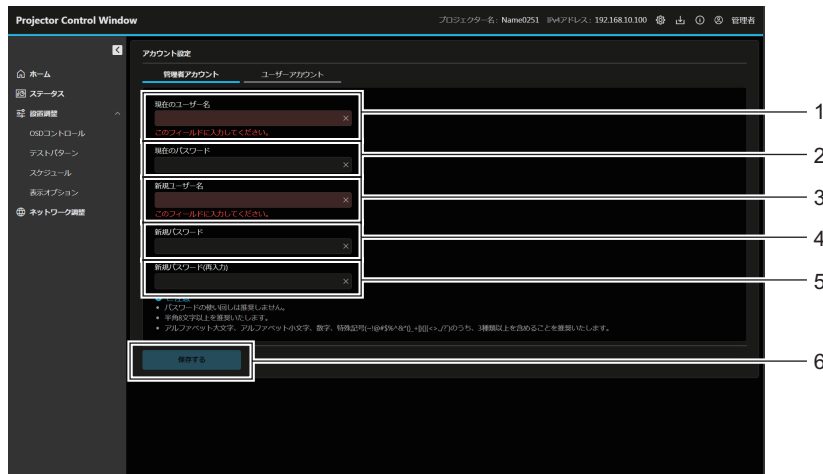 Projector Control Window
プロジェクター名: Name0251 IPv4アドレス: 192.168.10.100 管理者
アカウント設定
管理者アカウント ユーザーアカウント
ホーム
ステータス
設置調整
OSDコントロール
テストパターン
スケジュール
表示オプション
ネットワーク調整
現在のユーザー名
このフィールドに入力してください。
1
現在のパスワード
2
新規ユーザー名
このフィールドに入力してください。
3
新規パスワード
4
新規パスワード(再入力)
5
ご注意
• パスワードの使い回しは推奨しません。
• 半角8文字以上を推奨いたします。
• アルファベット大文字、アルファベット小文字、数字、特殊記号(~!@#$%^&*()_+|}{[]<>./?)のうち、3種類以上を含めることを推奨いたします。
保存する
6